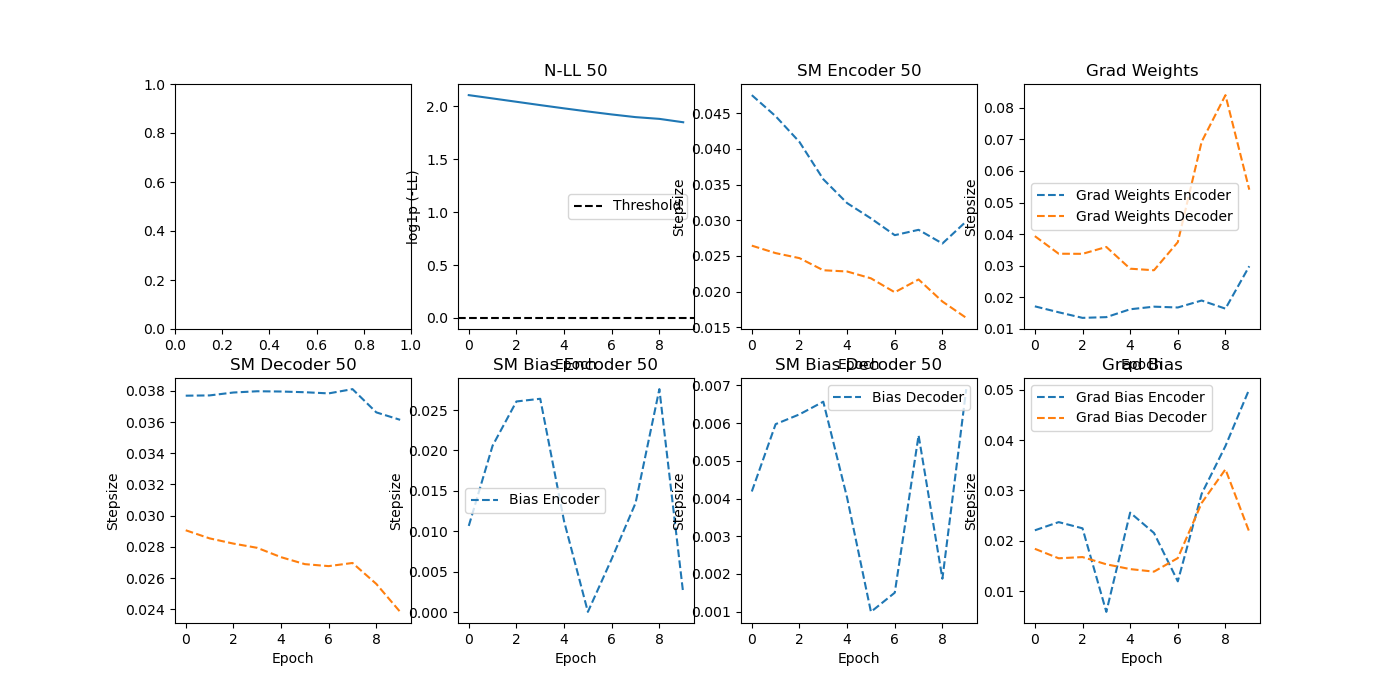 N-LL 50
SM Encoder 50
Grad Weights
1.0
0.8
0.6
0.4
0.2
0.0
0.0 0.2 0.4 0.6 0.8 1.0
log1p (-LL)
2.0
1.5
1.0
0.5
0.0
Threshold
0 2 4 6 8
Epoch
Stepsize
0.045
0.040
0.035
0.030
0.025
0.020
0.015
0 2 4 6 8
Epoch
Stepsize
0.08
0.07
0.06
0.05
0.04
0.03
0.02
0.01
Grad Weights Encoder
Grad Weights Decoder
0 2 4 6 8
Epoch
SM Decoder 50
SM Bias Encoder 50
SM Bias Decoder 50
Grad Bias
Stepsize
0.038
0.036
0.034
0.032
0.030
0.028
0.026
0.024
0 2 4 6 8
Epoch
Stepsize
0.025
0.020
0.015
0.010
0.005
0.000
Bias Encoder
0 2 4 6 8
Epoch
Stepsize
0.007
0.006
0.005
0.004
0.003
0.002
0.001
Bias Decoder
0 2 4 6 8
Epoch
Stepsize
0.05
0.04
0.03
0.02
0.01
Grad Bias Encoder
Grad Bias Decoder
0 2 4 6 8
Epoch